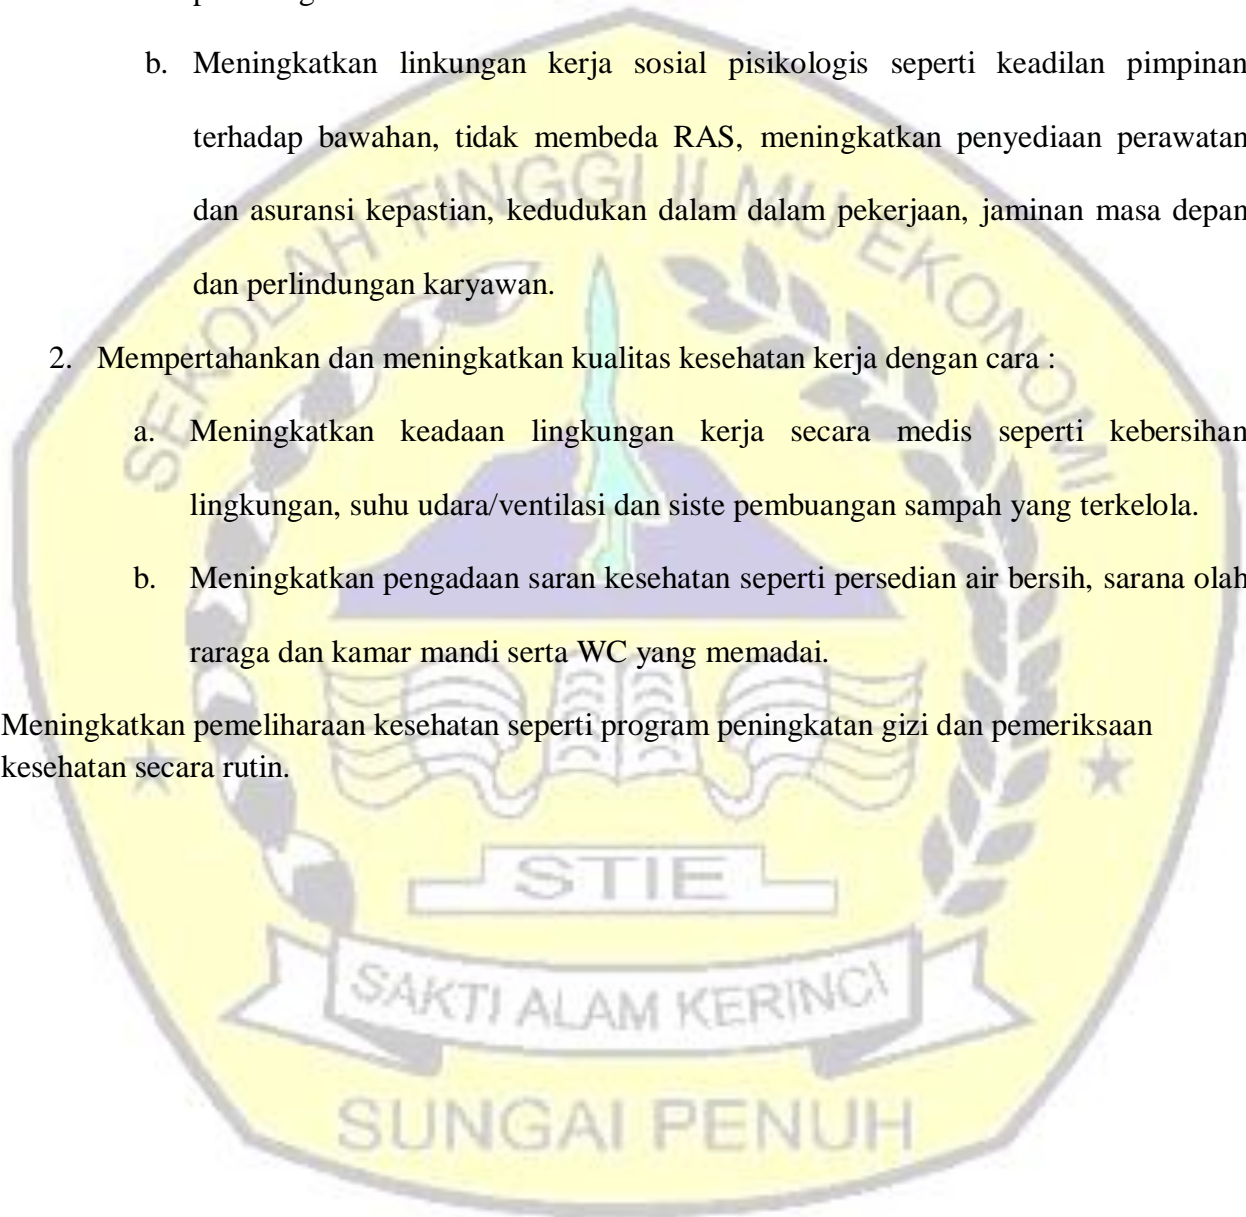 b. Meningkatkan linkungan kerja sosial pisikologis seperti keadilan pimpinan
terhadap bawahan, tidak membeda RAS, meningkatkan penyediaan perawatan
dan asuransi kepastian, kedudukan dalam dalam pekerjaan, jaminan masa depan
dan perlindungan karyawan.
2. Mempertahankan dan meningkatkan kualitas kesehatan kerja dengan cara :
a. Meningkatkan keadaan lingkungan kerja secara medis seperti kebersihan
lingkungan, suhu udara/ventilasi dan siste pembuangan sampah yang terkelola.
b. Meningkatkan pengadaan saran kesehatan seperti persedian air bersih, sarana olah
raraga dan kamar mandi serta WC yang memadai.
Meningkatkan pemeliharaan kesehatan seperti program peningkatan gizi dan pemeriksaan
kesehatan secara rutin.
SEKOLAH TINGGI ILMU EKONOMI
STIE
SAKTI ALAM KERINCI
SUNGAI PENUH